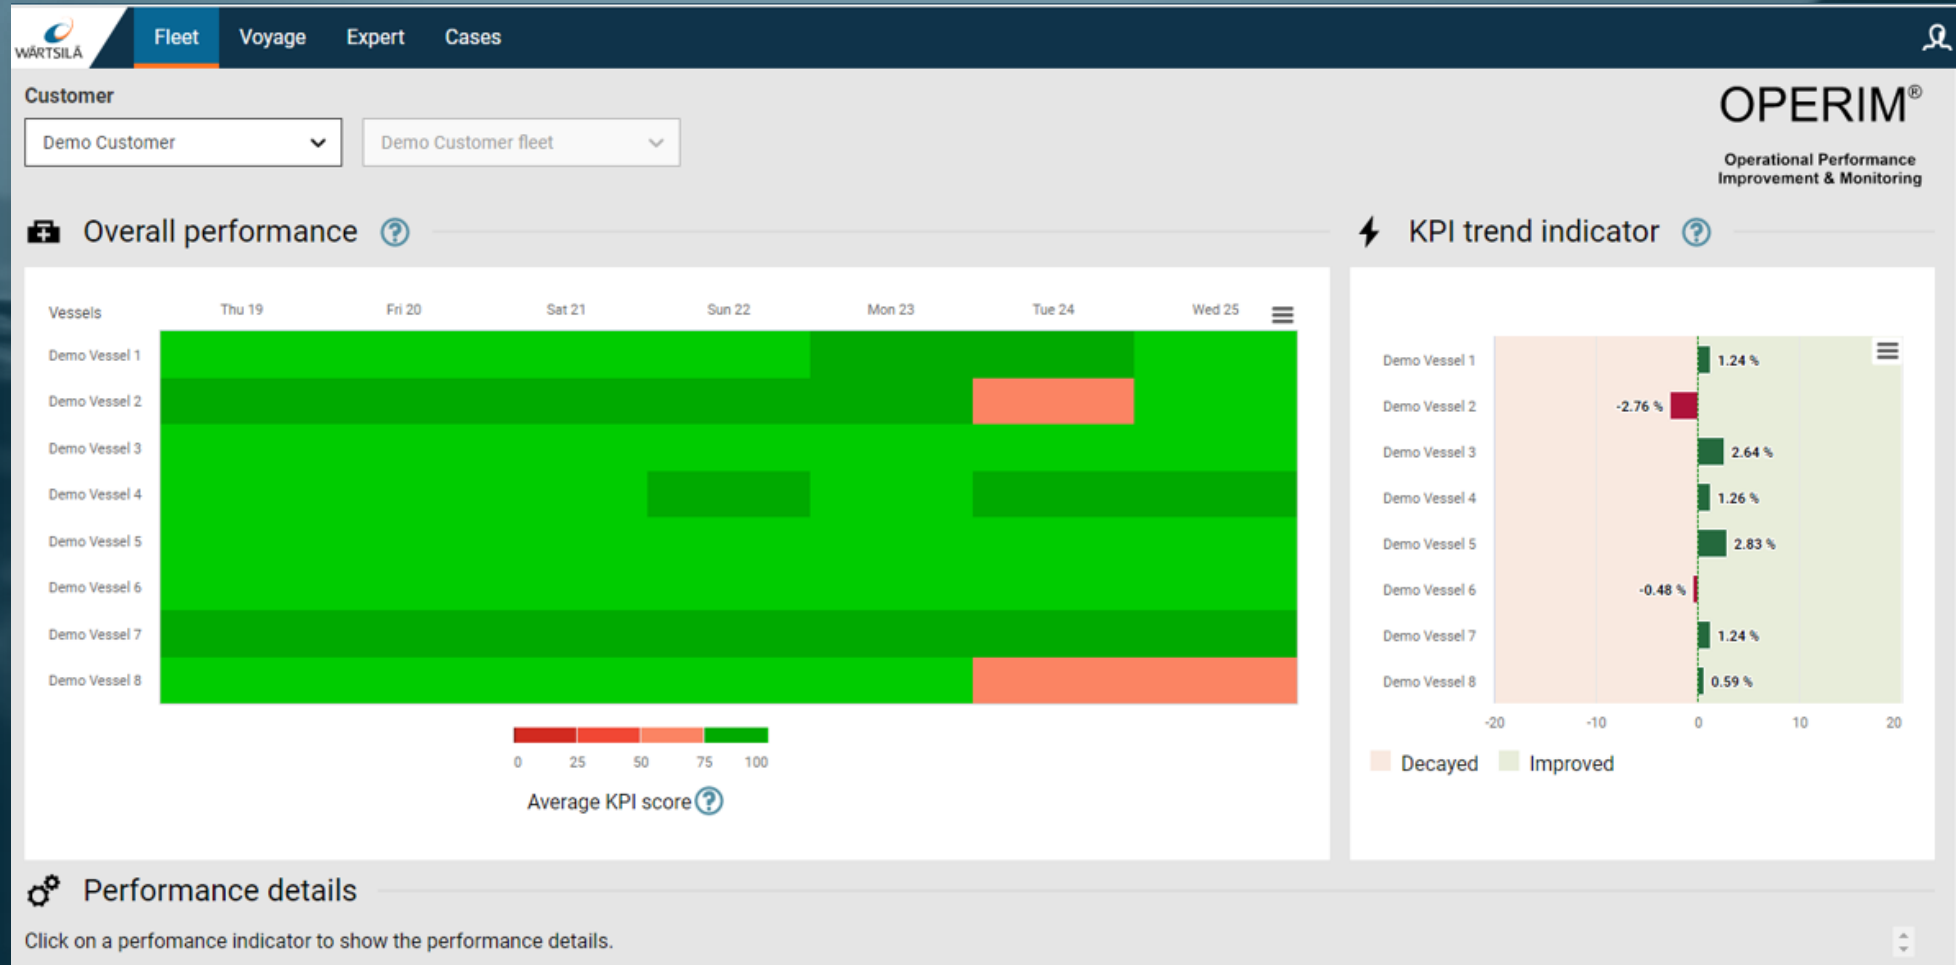 WÄRTSILÄ
Fleet Voyage Expert Cases
Customer
Demo Customer
Demo Customer fleet
OPERIM®
Operational Performance
Improvement & Monitoring
Overall performance ?
Vessels Thu 19 Fri 20 Sat 21 Sun 22 Mon 23 Tue 24 Wed 25
Demo Vessel 1
Demo Vessel 2
Demo Vessel 3
Demo Vessel 4
Demo Vessel 5
Demo Vessel 6
Demo Vessel 7
Demo Vessel 8
0 25 50 75 100
Average KPI score ?
KPI trend indicator ?
Demo Vessel 1 1.24 %
Demo Vessel 2 -2.76 %
Demo Vessel 3 2.64 %
Demo Vessel 4 1.26 %
Demo Vessel 5 2.83 %
Demo Vessel 6 -0.48 %
Demo Vessel 7 1.24 %
Demo Vessel 8 0.59 %
-20 -10 0 10 20
Decayed Improved
Performance details
Click on a perfomance indicator to show the performance details.